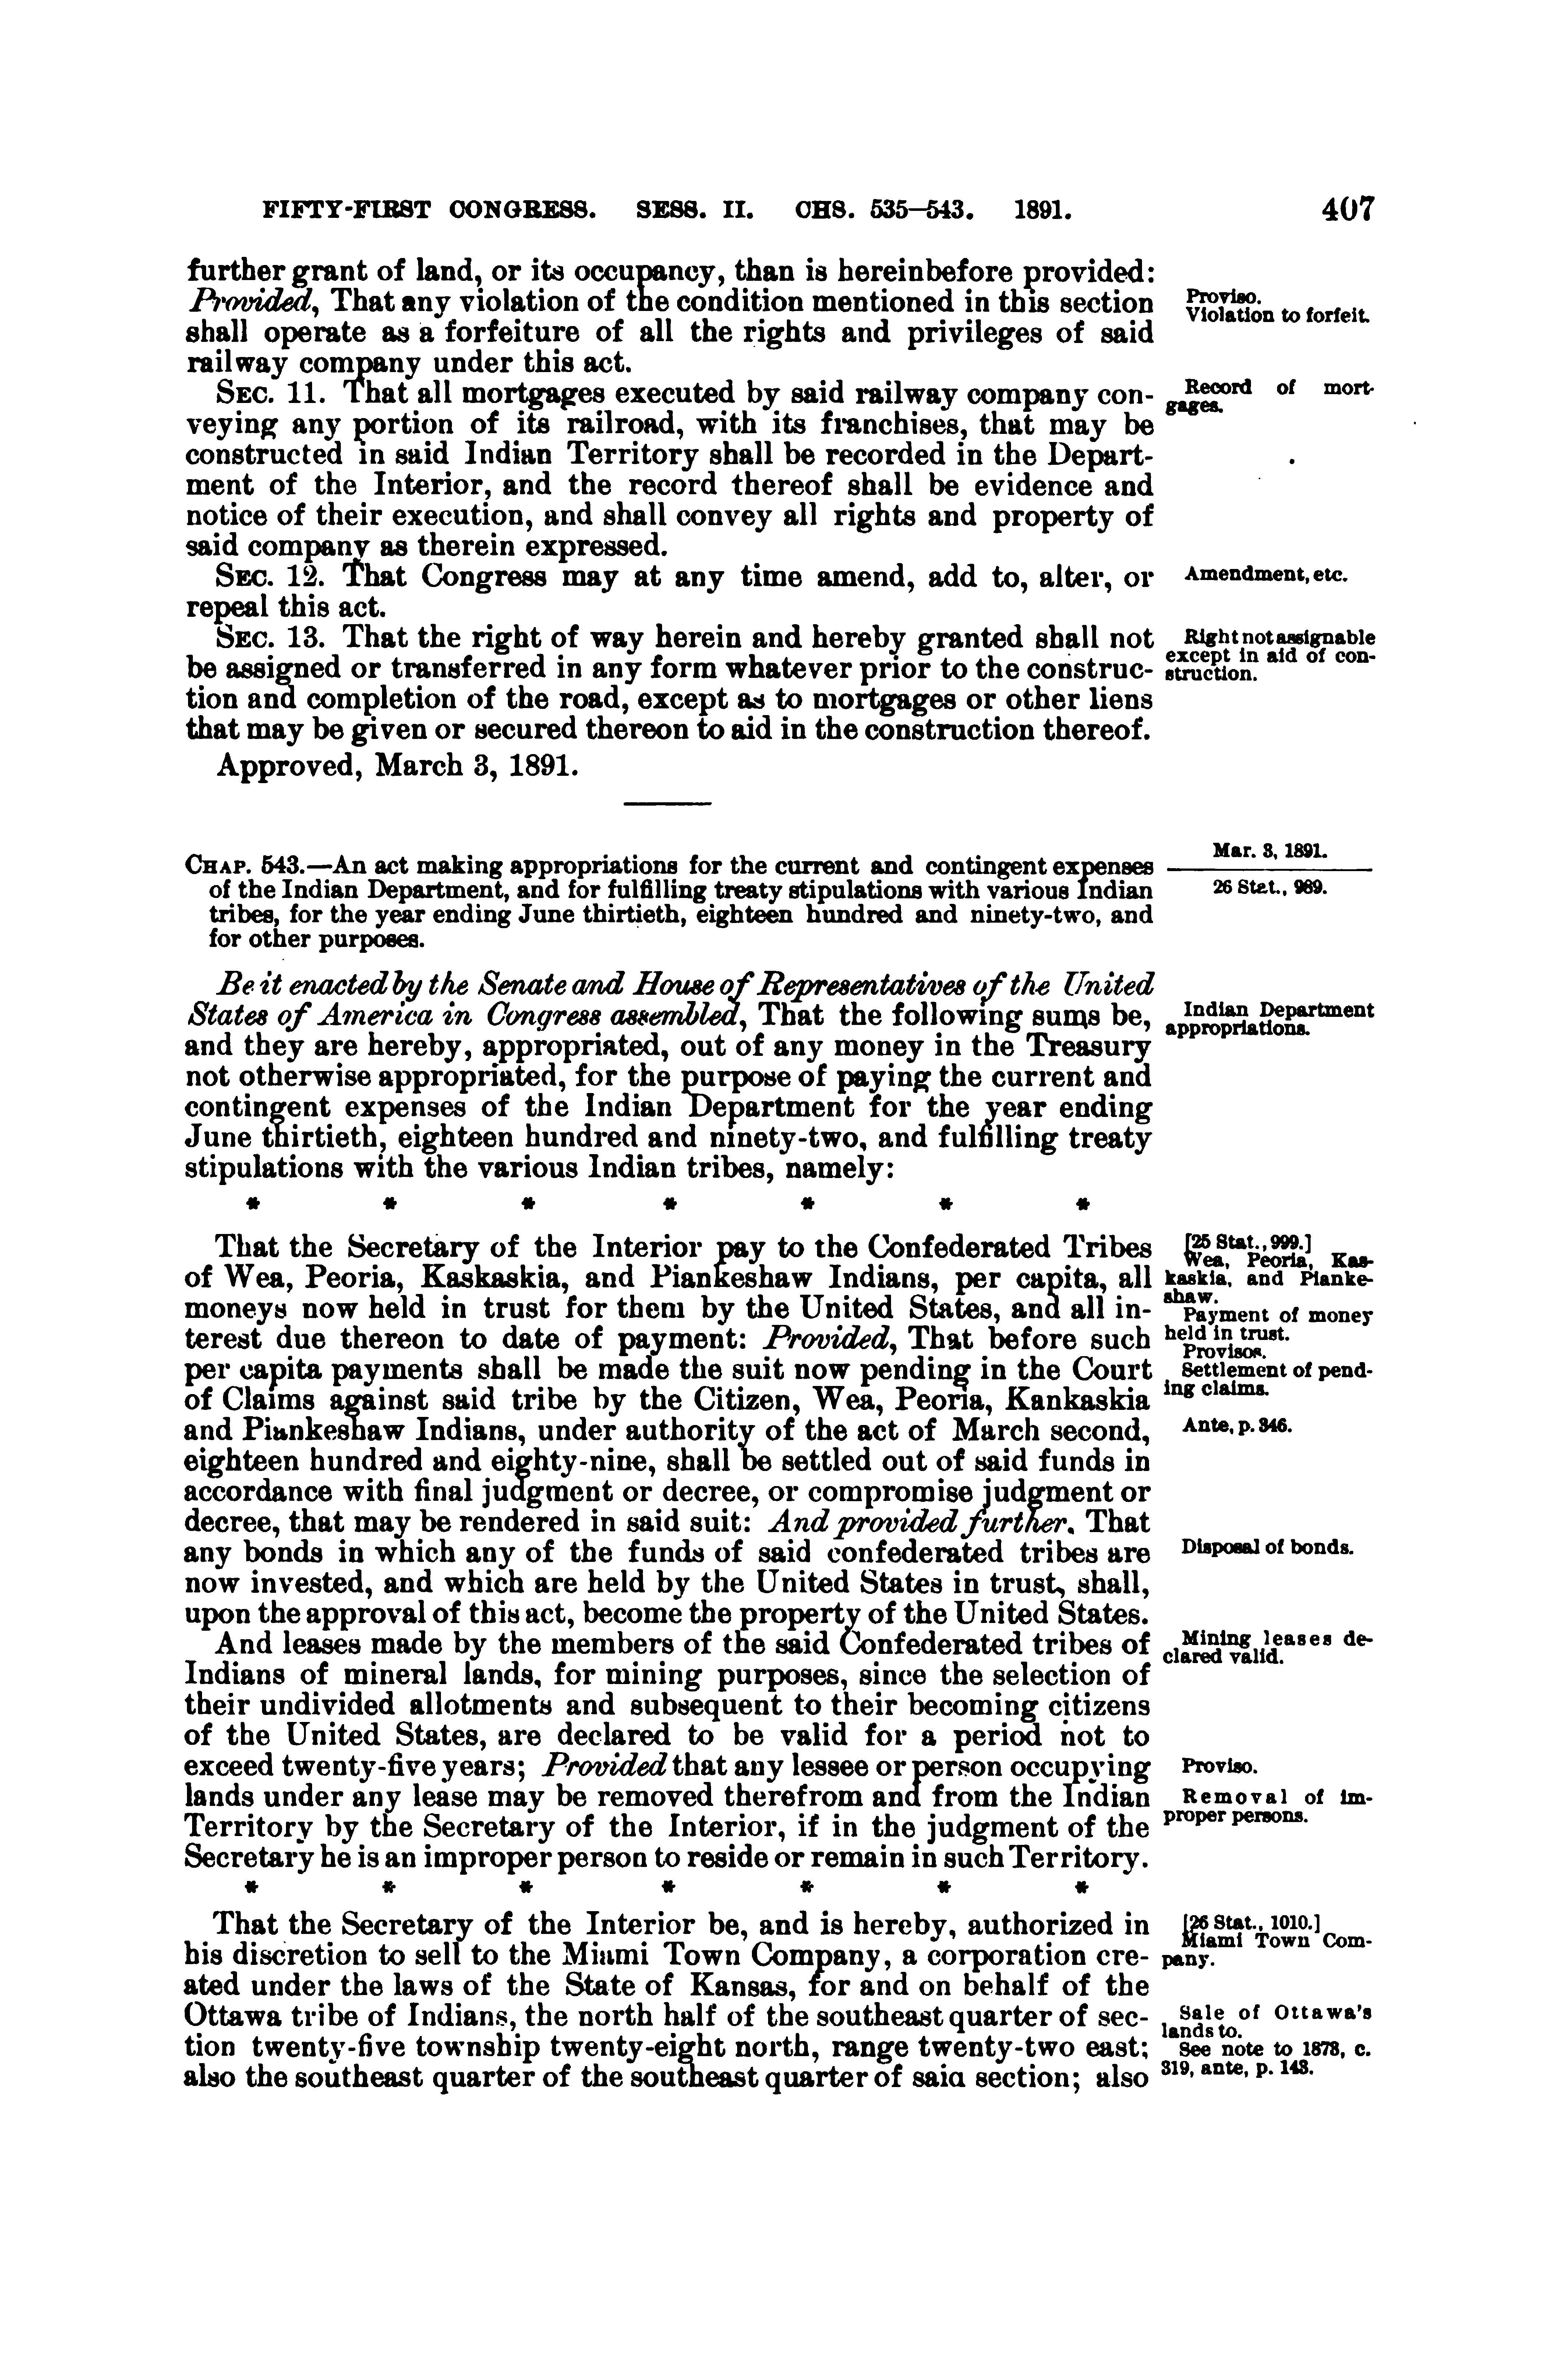 FIFTY-FIRST CONGRESS. SESS. II. CHS. 535–543. 1891. 407
further grant of land, or its occupancy, than is hereinbefore provided:
Provided, That any violation of the condition mentioned in this section
shall operate as a forfeiture of all the rights and privileges of said
railway company under this act.
Proviso.
Violation to forfeit.
SEC. 11. That all mortgages executed by said railway company con-
veying any portion of its railroad, with its franchises, that may be
constructed in said Indian Territory shall be recorded in the Depart-
ment of the Interior, and the record thereof shall be evidence and
notice of their execution, and shall convey all rights and property of
said company as therein expressed.
Record of mort-
gages.
SEC. 12. That Congress may at any time amend, add to, alter, or
repeal this act.
Amendment, etc.
SEC. 13. That the right of way herein and hereby granted shall not
be assigned or transferred in any form whatever prior to the construc-
tion and completion of the road, except as to mortgages or other liens
that may be given or secured thereon to aid in the construction thereof.
Right not assignable
except in aid of con-
struction.
Approved, March 3, 1891.
CHAP. 543.—An act making appropriations for the current and contingent expenses
of the Indian Department, and for fulfilling treaty stipulations with various Indian
tribes, for the year ending June thirtieth, eighteen hundred and ninety-two, and
for other purposes.
Mar. 3, 1891.
26 Stat., 989.
Be it enacted by the Senate and House of Representatives of the United
States of America in Congress assembled, That the following sums be,
and they are hereby, appropriated, out of any money in the Treasury
not otherwise appropriated, for the purpose of paying the current and
contingent expenses of the Indian Department for the year ending
June thirtieth, eighteen hundred and ninety-two, and fulfilling treaty
stipulations with the various Indian tribes, namely:
Indian Department
appropriations.
* * * * * * *
That the Secretary of the Interior pay to the Confederated Tribes
of Wea, Peoria, Kaskaskia, and Piankeshaw Indians, per capita, all
moneys now held in trust for them by the United States, and all in-
terest due thereon to date of payment: Provided, That before such
per capita payments shall be made the suit now pending in the Court
of Claims against said tribe by the Citizen, Wea, Peoria, Kankaskia
and Piankeshaw Indians, under authority of the act of March second,
eighteen hundred and eighty-nine, shall be settled out of said funds in
accordance with final judgment or decree, or compromise judgment or
decree, that may be rendered in said suit: And provided further, That
any bonds in which any of the funds of said confederated tribes are
now invested, and which are held by the United States in trust, shall,
upon the approval of this act, become the property of the United States.
[25 Stat., 999.]
Wea, Peoria, Kas-
kaskia, and Pianke-
shaw.
Payment of money
held in trust.
Provisos.
Settlement of pend-
ing claims.
Ante, p. 346.
Disposal of bonds.
And leases made by the members of the said Confederated tribes of
Indians of mineral lands, for mining purposes, since the selection of
their undivided allotments and subsequent to their becoming citizens
of the United States, are declared to be valid for a period not to
exceed twenty-five years; Provided that any lessee or person occupying
lands under any lease may be removed therefrom and from the Indian
Territory by the Secretary of the Interior, if in the judgment of the
Secretary he is an improper person to reside or remain in such Territory.
Mining leases de-
clared valid.
Proviso.
Removal of im-
proper persons.
* * * * * * *
That the Secretary of the Interior be, and is hereby, authorized in
his discretion to sell to the Miami Town Company, a corporation cre-
ated under the laws of the State of Kansas, for and on behalf of the
Ottawa tribe of Indians, the north half of the southeast quarter of sec-
tion twenty-five township twenty-eight north, range twenty-two east;
also the southeast quarter of the southeast quarter of said section; also
[26 Stat., 1010.]
Miami Town Com-
pany.
Sale of Ottawa's
lands to.
See note to 1873, c.
319, ante, p. 143.